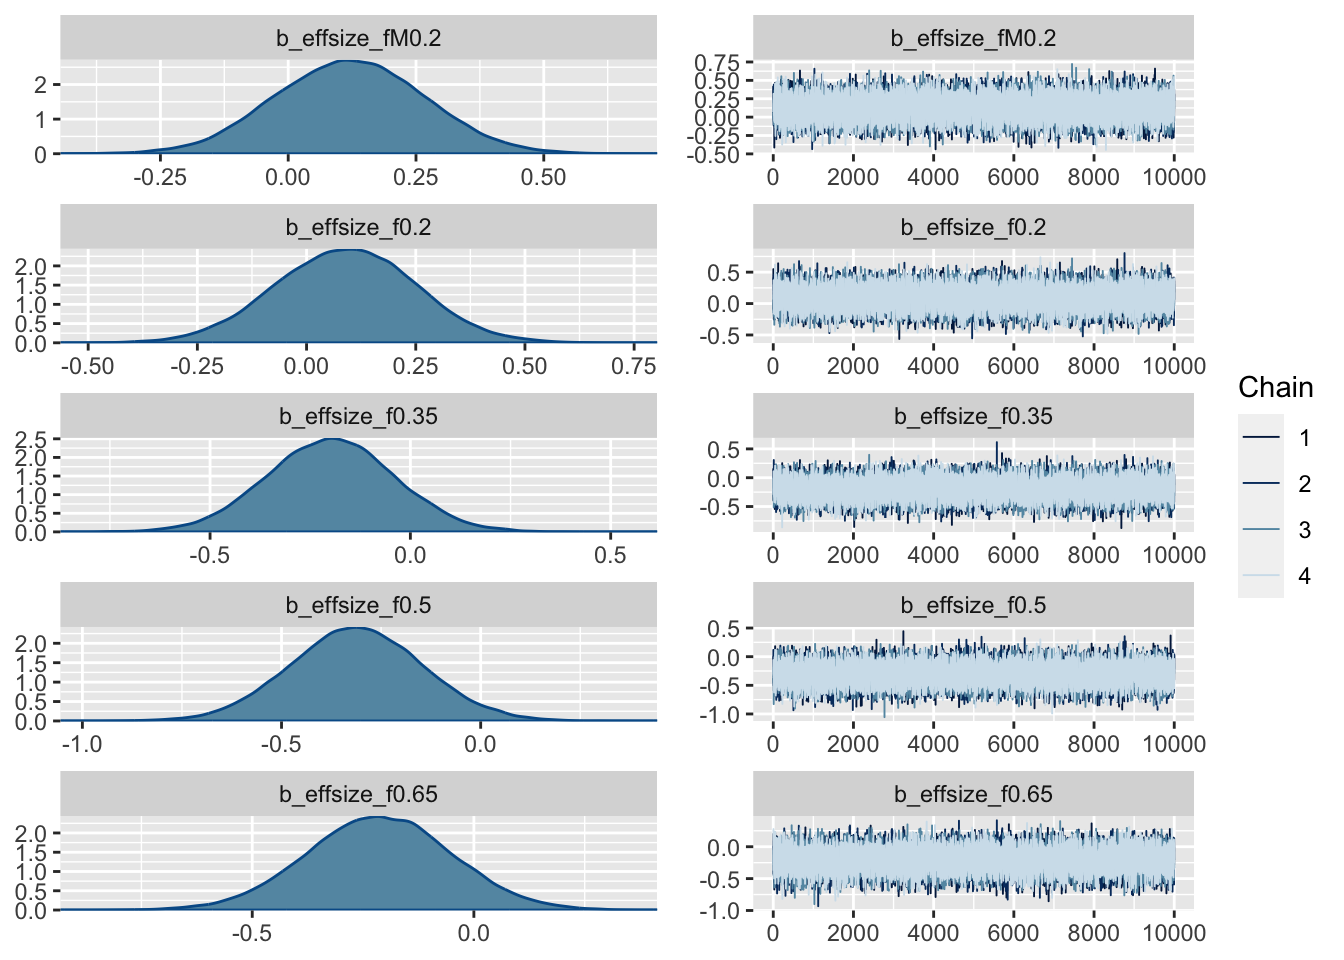 b_effsize_fM0.2
2
1
0
-0.25 0.00 0.25 0.50
b_effsize_fM0.2
0.75
0.50
0.25
0.00
-0.25
-0.50
0 2000 4000 6000 8000 10000
b_effsize_f0.2
2.0
1.5
1.0
0.5
0.0
-0.50 -0.25 0.00 0.25 0.50 0.75
b_effsize_f0.2
0.5
0.0
-0.5
0 2000 4000 6000 8000 10000
b_effsize_f0.35
2.5
2.0
1.5
1.0
0.5
0.0
-0.5 0.0 0.5
b_effsize_f0.35
0.5
0.0
-0.5
0 2000 4000 6000 8000 10000
b_effsize_f0.5
2.0
1.5
1.0
0.5
0.0
-1.0 -0.5 0.0
b_effsize_f0.5
0.5
0.0
-0.5
-1.0
0 2000 4000 6000 8000 10000
b_effsize_f0.65
2.0
1.5
1.0
0.5
0.0
-0.5 0.0
b_effsize_f0.65
0.0
-0.5
-1.0
0 2000 4000 6000 8000 10000
Chain
1
2
3
4